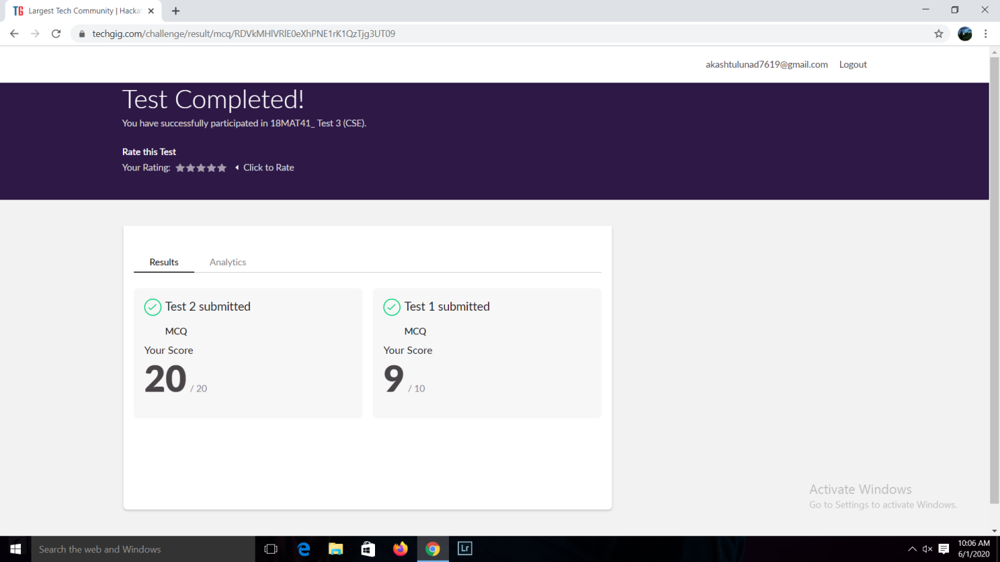 TG Largest Tech Community | Hacka
techgig.com/challenge/result/mcq/RDVkMHlVRlE0eXhPNE1rK1QzTjg3UT09
akashtulunad7619@gmail.com Logout
Test Completed!
You have successfully participated in 18MAT41_ Test 3 (CSE).
Rate this Test
Your Rating: Click to Rate
Results Analytics
Test 2 submitted
MCQ
Your Score
20 / 20
Test 1 submitted
MCQ
Your Score
9 / 10
Activate Windows
Go to Settings to activate Windows.
Search the web and Windows
Lr
10:06 AM
6/1/2020